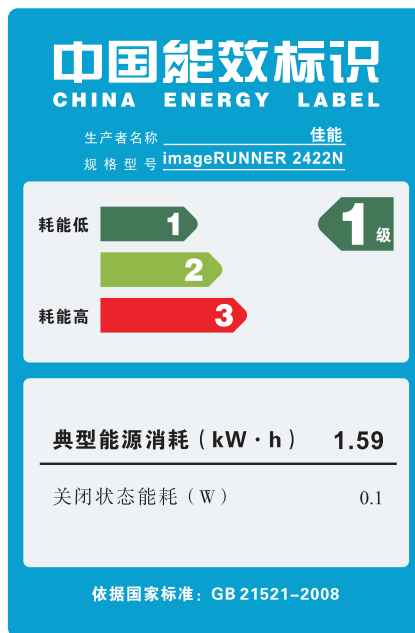 中国能效标识
CHINA ENERGY LABEL
生产者名称 佳能
规格型号 imageRUNNER 2422N
耗能低 1 1级
2
耗能高 3
典型能源消耗（kW·h） 1.59
关闭状态能耗（W） 0.1
依据国家标准：GB 21521–2008